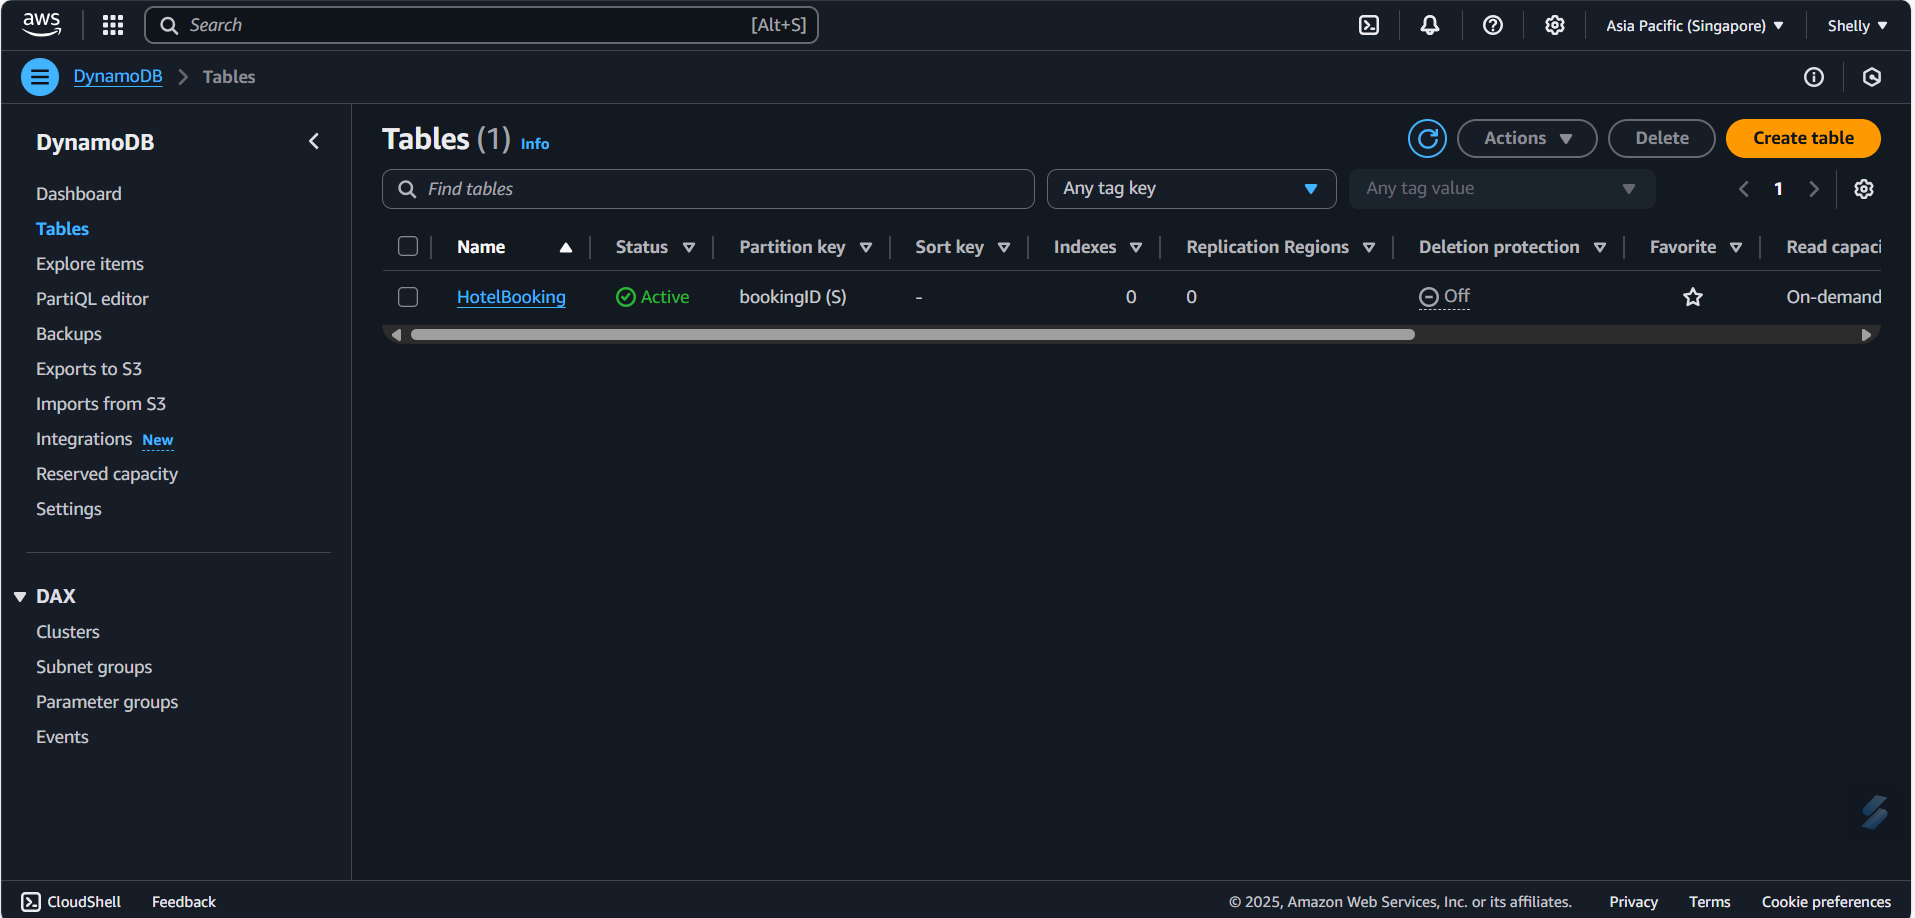 aws
Search [Alt+S]
Asia Pacific (Singapore)
Shelly
DynamoDB
Tables
DynamoDB
Dashboard
Tables
Explore items
PartiQL editor
Backups
Exports to S3
Imports from S3
Integrations New
Reserved capacity
Settings
DAX
Clusters
Subnet groups
Parameter groups
Events
Tables (1) Info
Actions
Delete
Create table
Find tables
Any tag key
Any tag value
1
Name Status Partition key Sort key Indexes Replication Regions Deletion protection Favorite Read capaci
HotelBooking Active bookingID (S) - 0 0 Off On-demand
CloudShell Feedback © 2025, Amazon Web Services, Inc. or its affiliates. Privacy Terms Cookie preferences